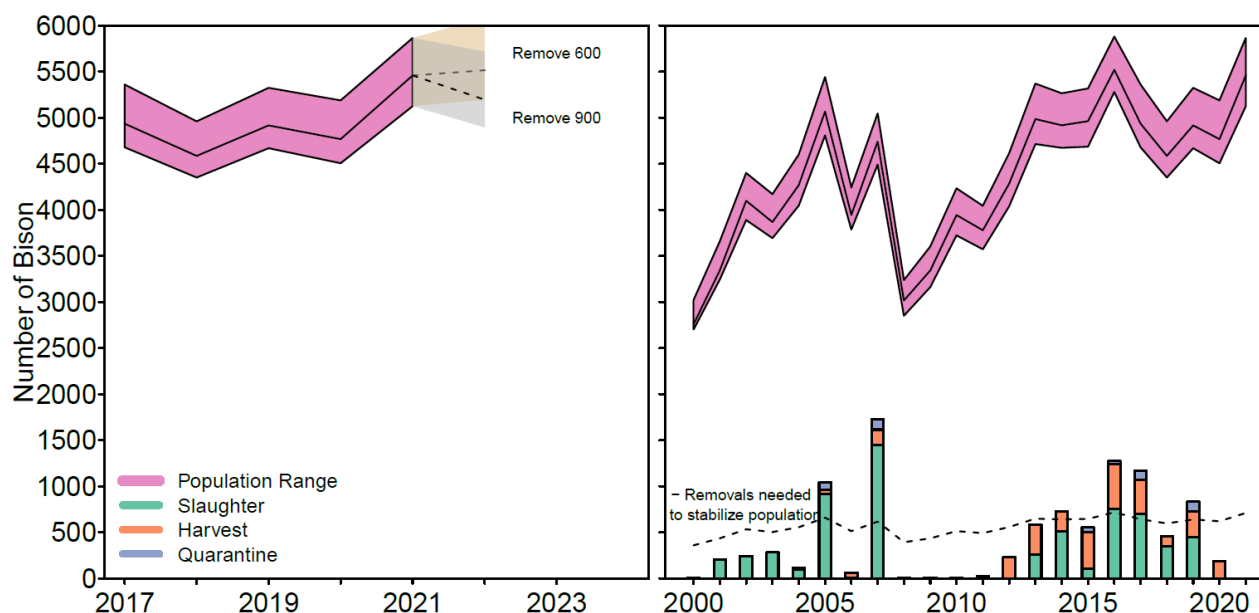 Number of Bison
6000
5500
5000
4500
4000
3500
3000
2500
2000
1500
1000
500
0
Remove 600
Remove 900
Population Range
Slaughter
Harvest
Quarantine
2017
2019
2021
2023
− Removals needed
to stabilize population
2000
2005
2010
2015
2020